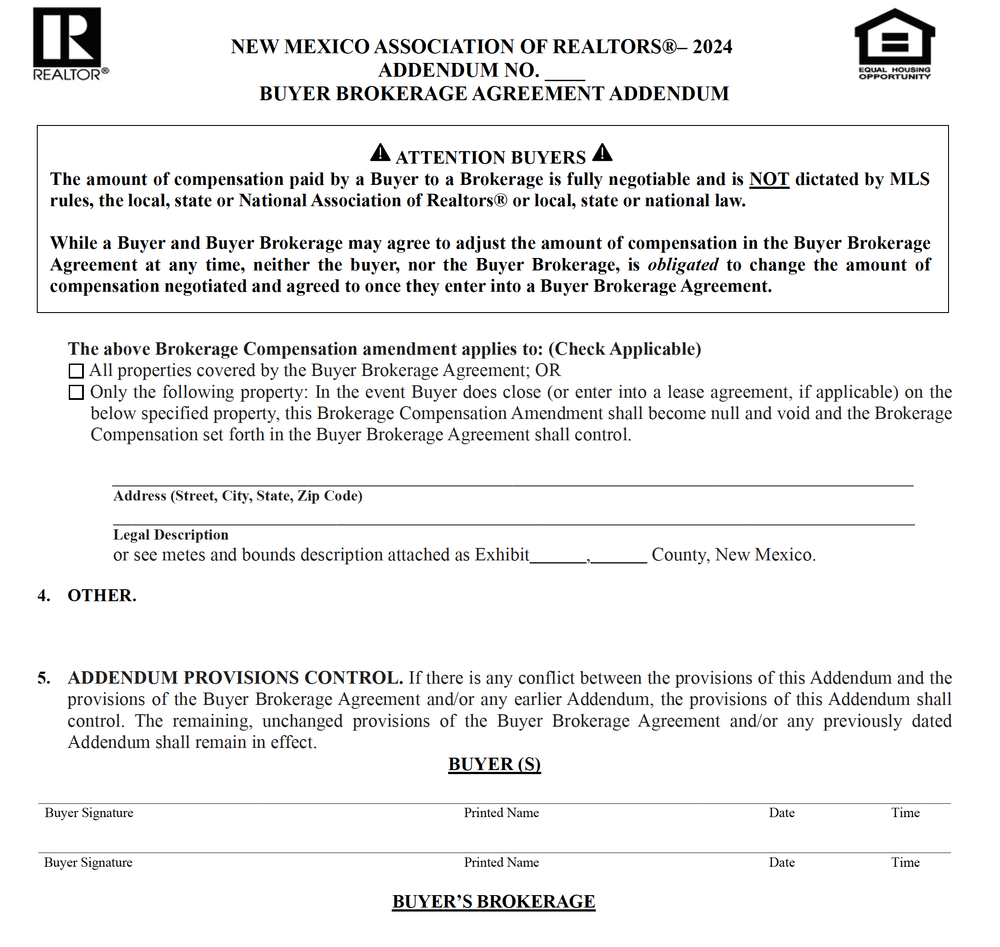 REALTOR®
NEW MEXICO ASSOCIATION OF REALTORS®– 2024
ADDENDUM NO. ____
BUYER BROKERAGE AGREEMENT ADDENDUM
EQUAL HOUSING
OPPORTUNITY
ATTENTION BUYERS
The amount of compensation paid by a Buyer to a Brokerage is fully negotiable and is NOT dictated by MLS
rules, the local, state or National Association of Realtors® or local, state or national law.
While a Buyer and Buyer Brokerage may agree to adjust the amount of compensation in the Buyer Brokerage
Agreement at any time, neither the buyer, nor the Buyer Brokerage, is obligated to change the amount of
compensation negotiated and agreed to once they enter into a Buyer Brokerage Agreement.
The above Brokerage Compensation amendment applies to: (Check Applicable)
☐ All properties covered by the Buyer Brokerage Agreement; OR
☐ Only the following property: In the event Buyer does close (or enter into a lease agreement, if applicable) on the
below specified property, this Brokerage Compensation Amendment shall become null and void and the Brokerage
Compensation set forth in the Buyer Brokerage Agreement shall control.
Address (Street, City, State, Zip Code)
Legal Description
or see metes and bounds description attached as Exhibit______,______ County, New Mexico.
4. OTHER.
5. ADDENDUM PROVISIONS CONTROL. If there is any conflict between the provisions of this Addendum and the
provisions of the Buyer Brokerage Agreement and/or any earlier Addendum, the provisions of this Addendum shall
control. The remaining, unchanged provisions of the Buyer Brokerage Agreement and/or any previously dated
Addendum shall remain in effect.
BUYER (S)
Buyer Signature Printed Name Date Time
Buyer Signature Printed Name Date Time
BUYER’S BROKERAGE